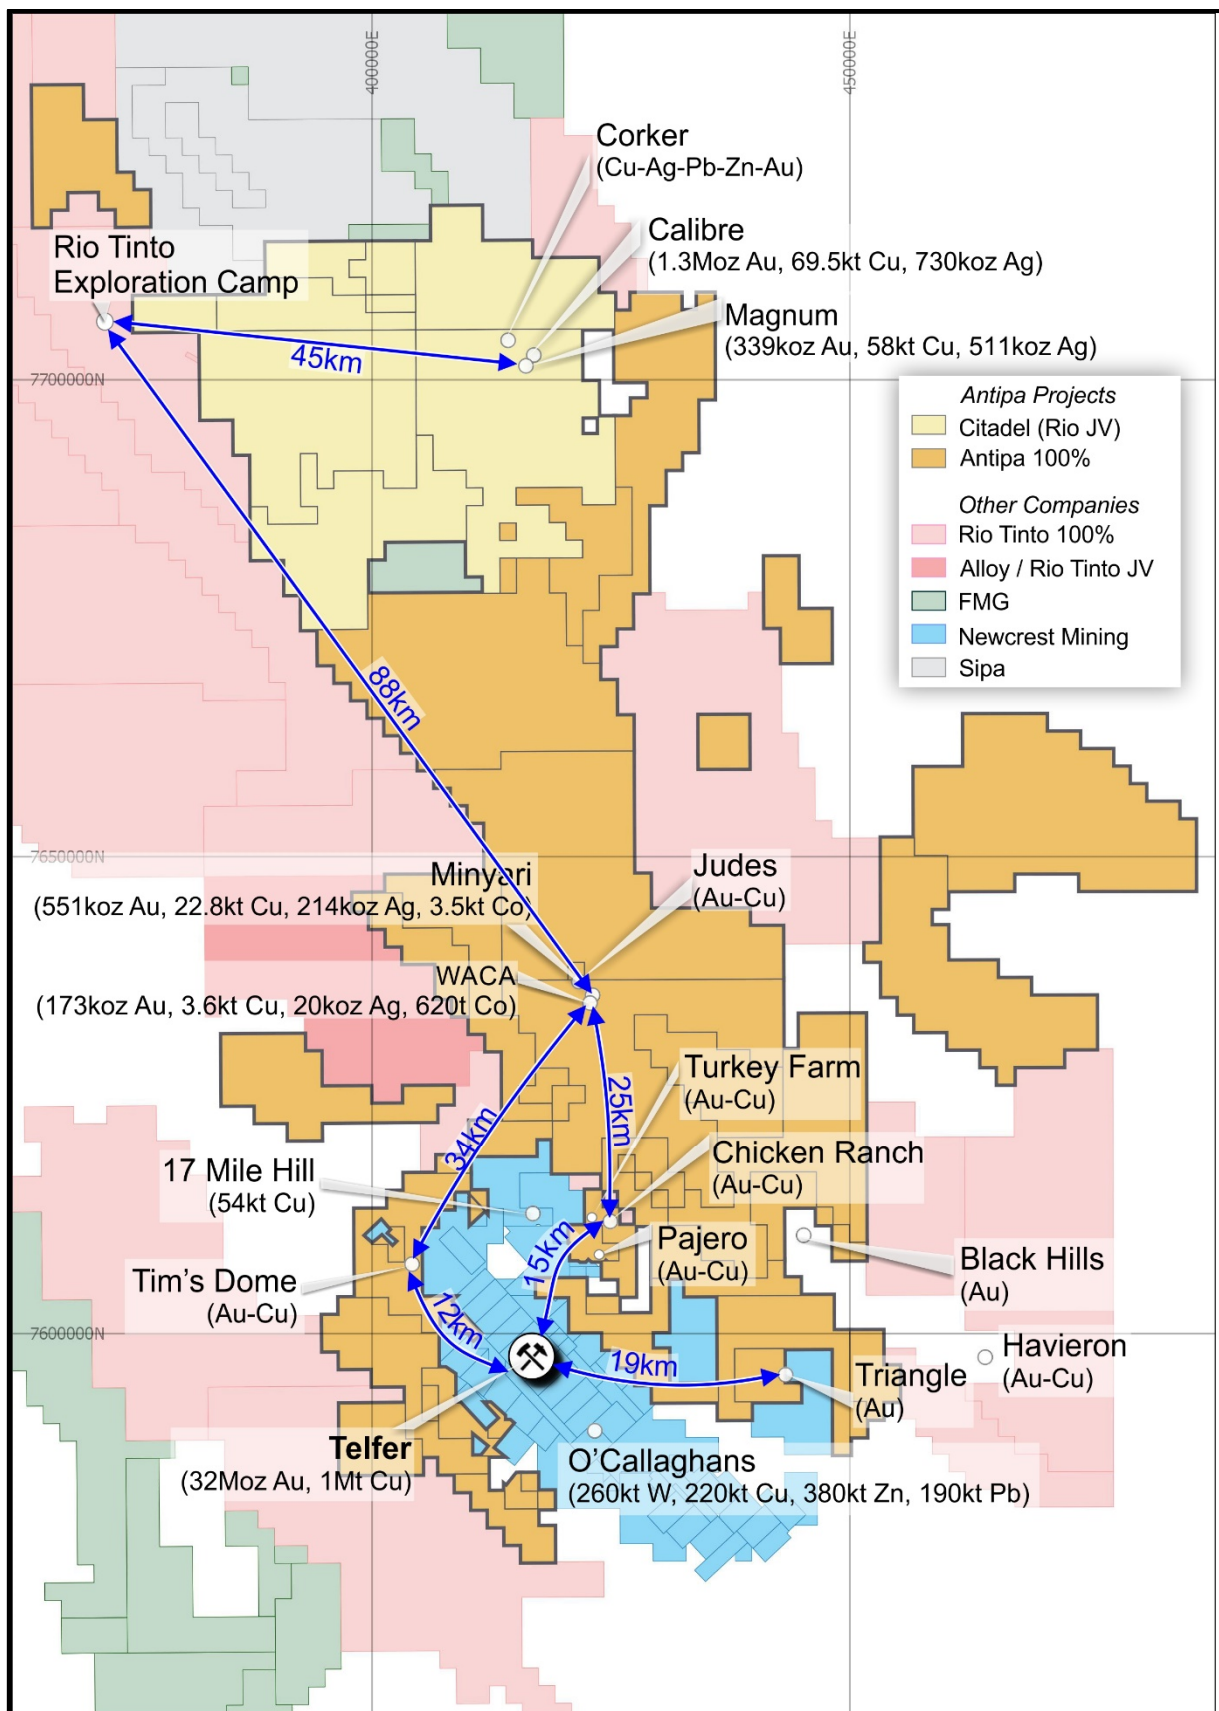 400000E
450000E
Corker
(Cu-Ag-Pb-Zn-Au)
Calibre
(1.3Moz Au, 69.5kt Cu, 730koz Ag)
Rio Tinto
Exploration Camp
Magnum
(339koz Au, 58kt Cu, 511koz Ag)
45km
7700000N
Antipa Projects
Citadel (Rio JV)
Antipa 100%
Other Companies
Rio Tinto 100%
Alloy / Rio Tinto JV
FMG
Newcrest Mining
Sipa
88km
7650000N
Minyari
(551koz Au, 22.8kt Cu, 214koz Ag, 3.5kt Co)
Judes
(Au-Cu)
WACA
(173koz Au, 3.6kt Cu, 20koz Ag, 620t Co)
25km
34km
Turkey Farm
(Au-Cu)
Chicken Ranch
(Au-Cu)
17 Mile Hill
(54kt Cu)
Pajero
(Au-Cu)
Black Hills
(Au)
Tim's Dome
(Au-Cu)
15km
12km
7600000N
19km
Havieron
(Au-Cu)
Triangle
(Au)
Telfer
(32Moz Au, 1Mt Cu)
O'Callaghans
(260kt W, 220kt Cu, 380kt Zn, 190kt Pb)